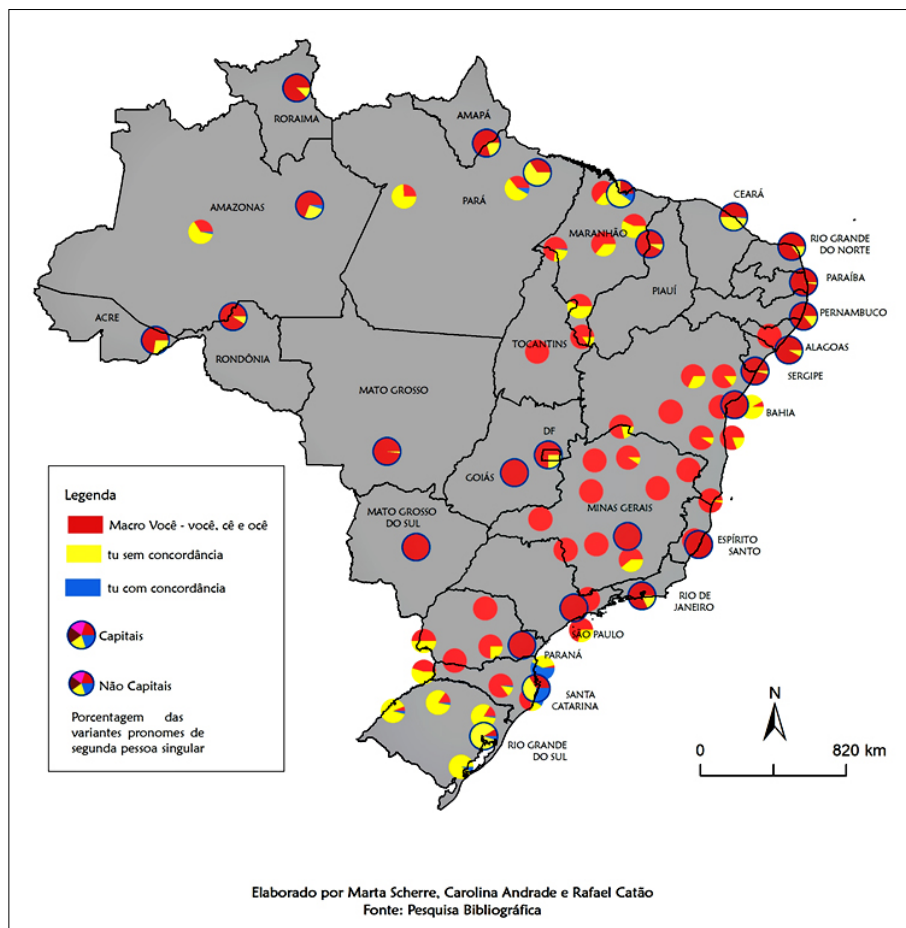 RORAIMA
AMAPÁ
AMAZONAS
PARÁ
MARANHÃO
CEARÁ
RIO GRANDE
DO NORTE
PARAÍBA
PIAUÍ
PERNAMBUCO
ACRE
RONDÔNIA
TOCANTINS
ALAGOAS
SERGIPE
MATO GROSSO
BAHIA
DF
GOIÁS
MATO GROSSO
DO SUL
MINAS GERAIS
ESPÍRITO
SANTO
RIO DE
JANEIRO
SÃO PAULO
PARANÁ
SANTA
CATARINA
RIO GRANDE
DO SUL
Legenda
Macro Você - você, cê e ocê
tu sem concordância
tu com concordância
Capitais
Não Capitais
Porcentagem das
variantes pronomes de
segunda pessoa singular
N
0 820 km
Elaborado por Marta Scherre, Carolina Andrade e Rafael Catão
Fonte: Pesquisa Bibliográfica